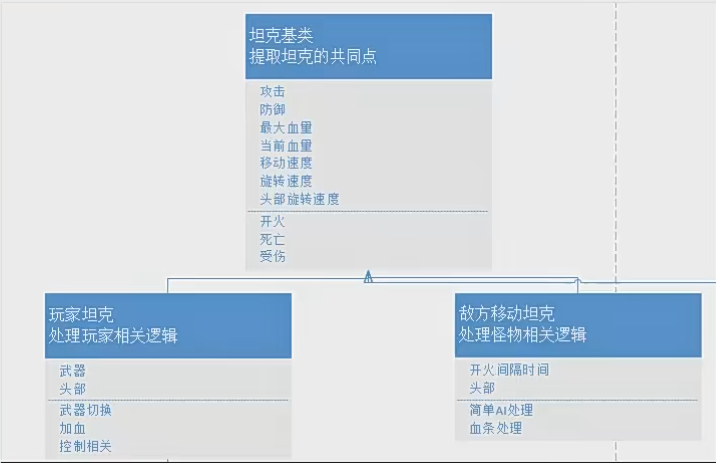 坦克基类
提取坦克的共同点
攻击
防御
最大血量
当前血量
移动速度
旋转速度
头部旋转速度
开火
死亡
受伤
玩家坦克
处理玩家相关逻辑
武器
头部
武器切换
加血
控制相关
敌方移动坦克
处理怪物相关逻辑
开火间隔时间
头部
简单AI处理
血条处理